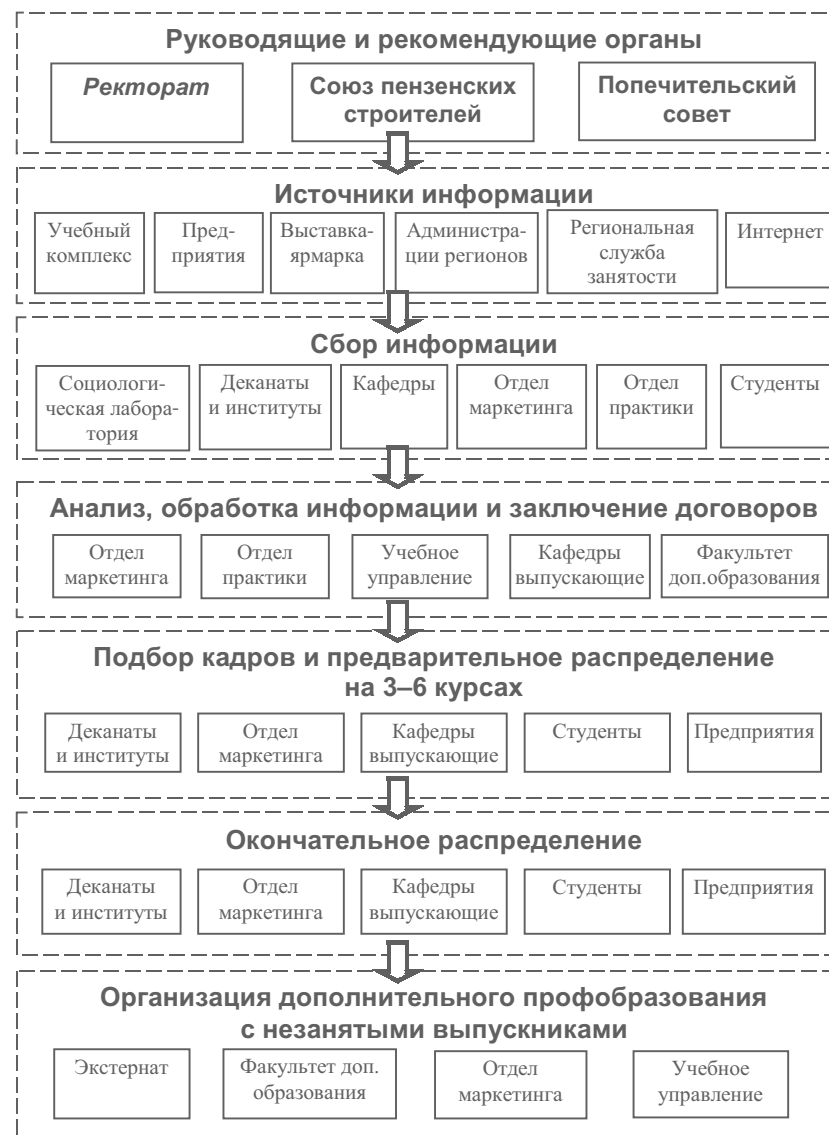 Руководящие и рекомендующие органы
Ректорат
Союз пензенских
строителей
Попечительский
совет
Источники информации
Учебный
комплекс
Пред-
приятия
Выставка-
ярмарка
Администра-
ции регионов
Региональная
служба
занятости
Интернет
Сбор информации
Социологи-
ческая лабора-
тория
Деканаты
и институты
Кафедры
Отдел
маркетинга
Отдел
практики
Студенты
Анализ, обработка информации и заключение договоров
Отдел
маркетинга
Отдел
практики
Учебное
управление
Кафедры
выпускающие
Факультет
доп.образования
Подбор кадров и предварительное распределение
на 3–6 курсах
Деканаты
и институты
Отдел
маркетинга
Кафедры
выпускающие
Студенты
Предприятия
Окончательное распределение
Деканаты
и институты
Отдел
маркетинга
Кафедры
выпускающие
Студенты
Предприятия
Организация дополнительного профобразования
с незанятыми выпускниками
Экстернат
Факультет доп.
образования
Отдел
маркетинга
Учебное
управление